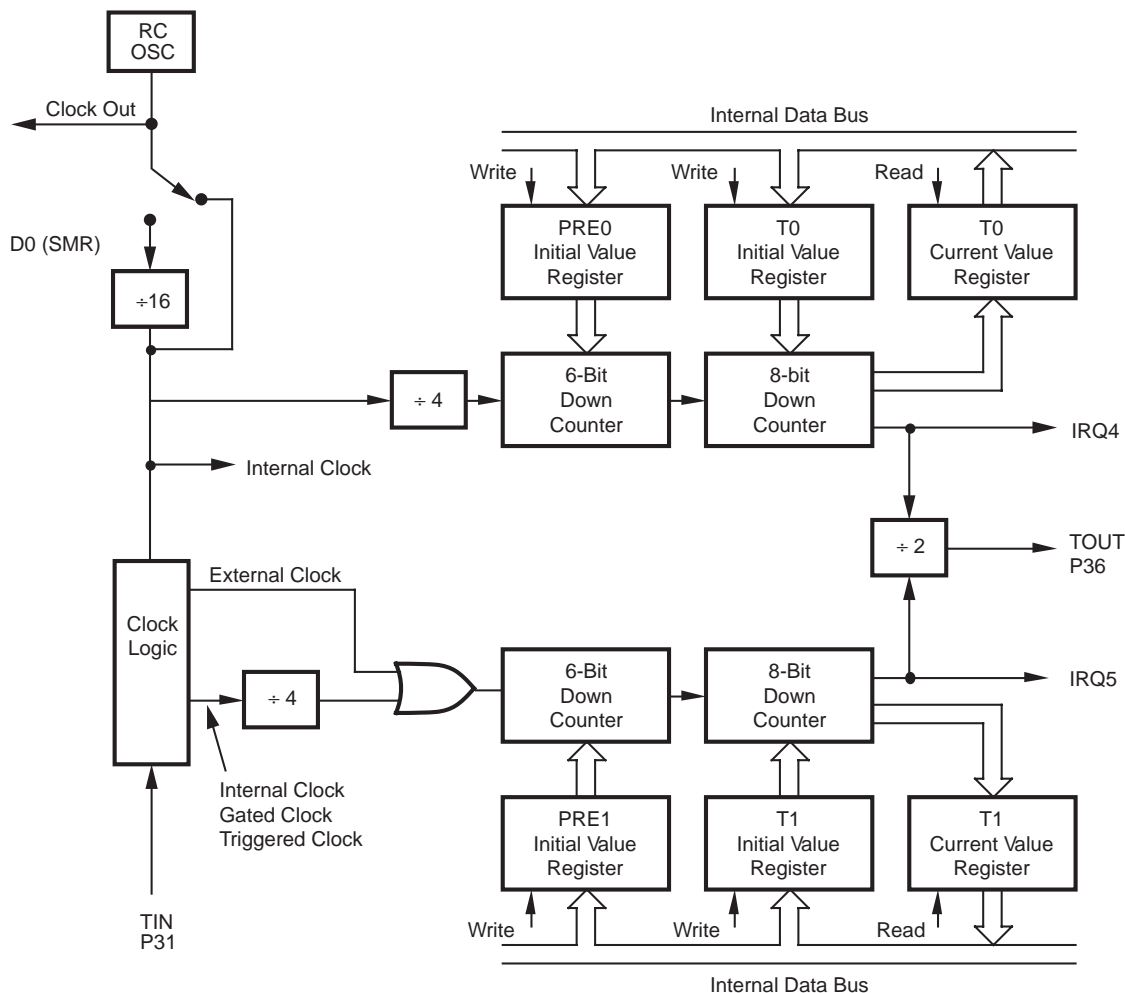 RC
OSC
Clock Out
Internal Data Bus
Write
Write
Read
D0 (SMR)
PRE0
Initial Value
Register
T0
Initial Value
Register
T0
Current Value
Register
÷16
÷ 4
6-Bit
Down
Counter
8-bit
Down
Counter
IRQ4
Internal Clock
÷ 2
TOUT
P36
External Clock
Clock
Logic
÷ 4
6-Bit
Down
Counter
8-Bit
Down
Counter
IRQ5
Internal Clock
Gated Clock
Triggered Clock
PRE1
Initial Value
Register
T1
Initial Value
Register
T1
Current Value
Register
TIN
P31
Write
Write
Read
Internal Data Bus